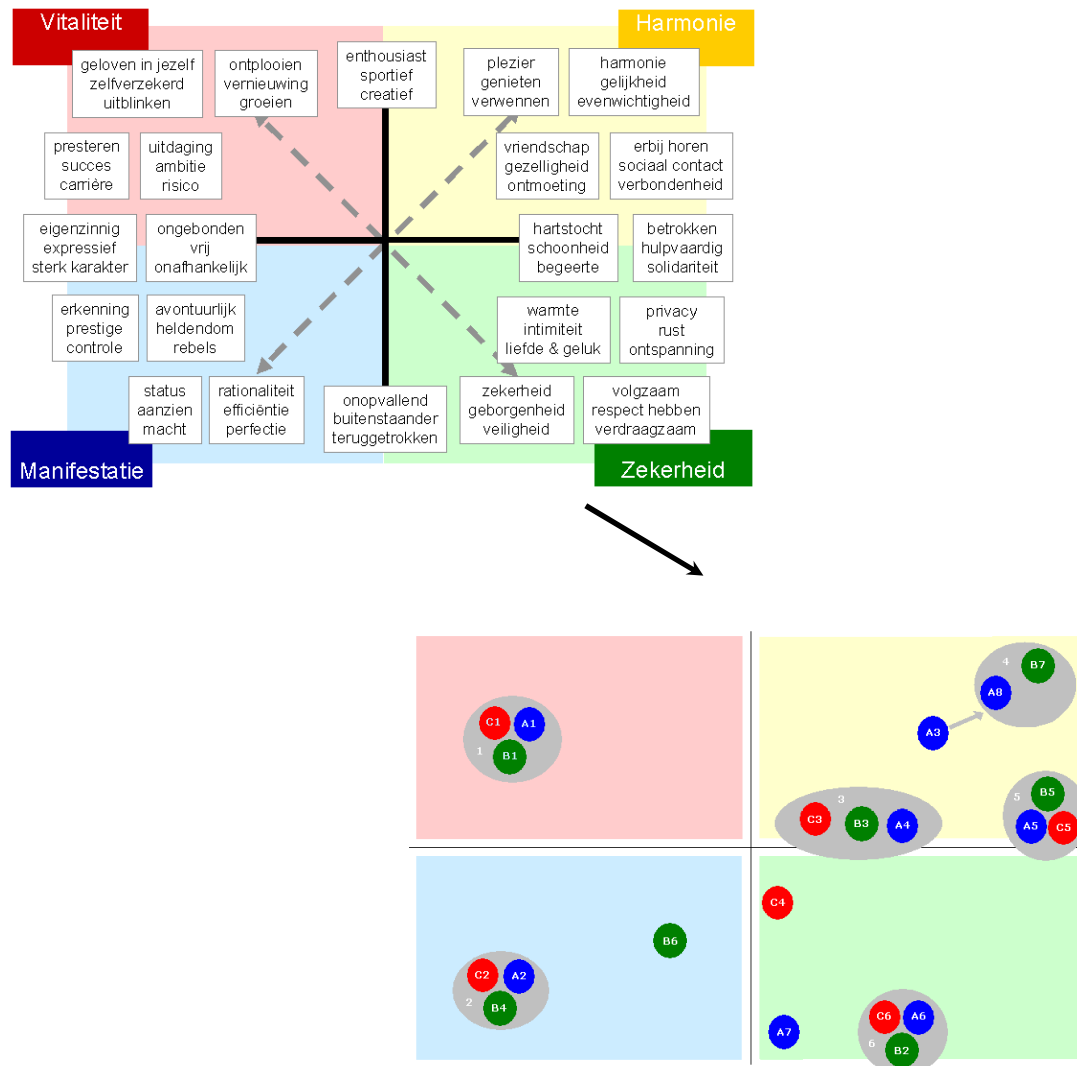 Vitaliteit
Harmonie
geloven in jezelf
zelfverzekerd
uitblinken
ontplooien
vernieuwing
groeien
enthousiast
sportief
creatief
plezier
genieten
verwennen
harmonie
gelijkheid
evenwichtigheid
presteren
succes
carrière
uitdaging
ambitie
risico
vriendschap
gezelligheid
ontmoeting
erbij horen
sociaal contact
verbondenheid
eigenzinnig
expressief
sterk karakter
ongebonden
vrij
onafhankelijk
hartstocht
schoonheid
begeerte
betrokken
hulpvaardig
solidariteit
erkenning
prestige
controle
avontuurlijk
heldendom
rebels
warmte
intimiteit
liefde & geluk
privacy
rust
ontspanning
status
aanzien
macht
rationaliteit
efficiëntie
perfectie
onopvallend
buitenstaander
teruggetrokken
zekerheid
geborgenheid
veiligheid
volgzaam
respect hebben
verdraagzaam
Manifestatie
Zekerheid
4
B7
A8
A3
C1
A1
1
B1
3
C3
B3
A4
5
B5
A5
C5
C4
B6
C2
A2
2
B4
A7
C6
A6
6
B2